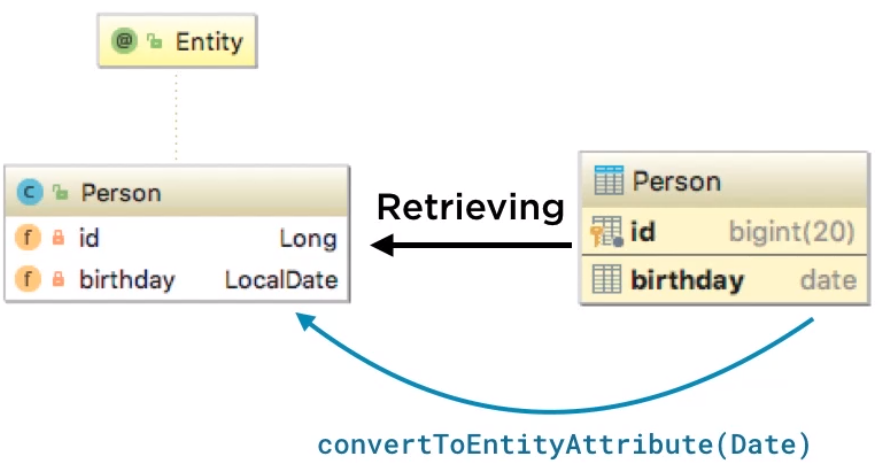 @ Entity
C Person
f id Long
f birthday LocalDate
Retrieving
Person
id bigint(20)
birthday date
convertToEntityAttribute(Date)